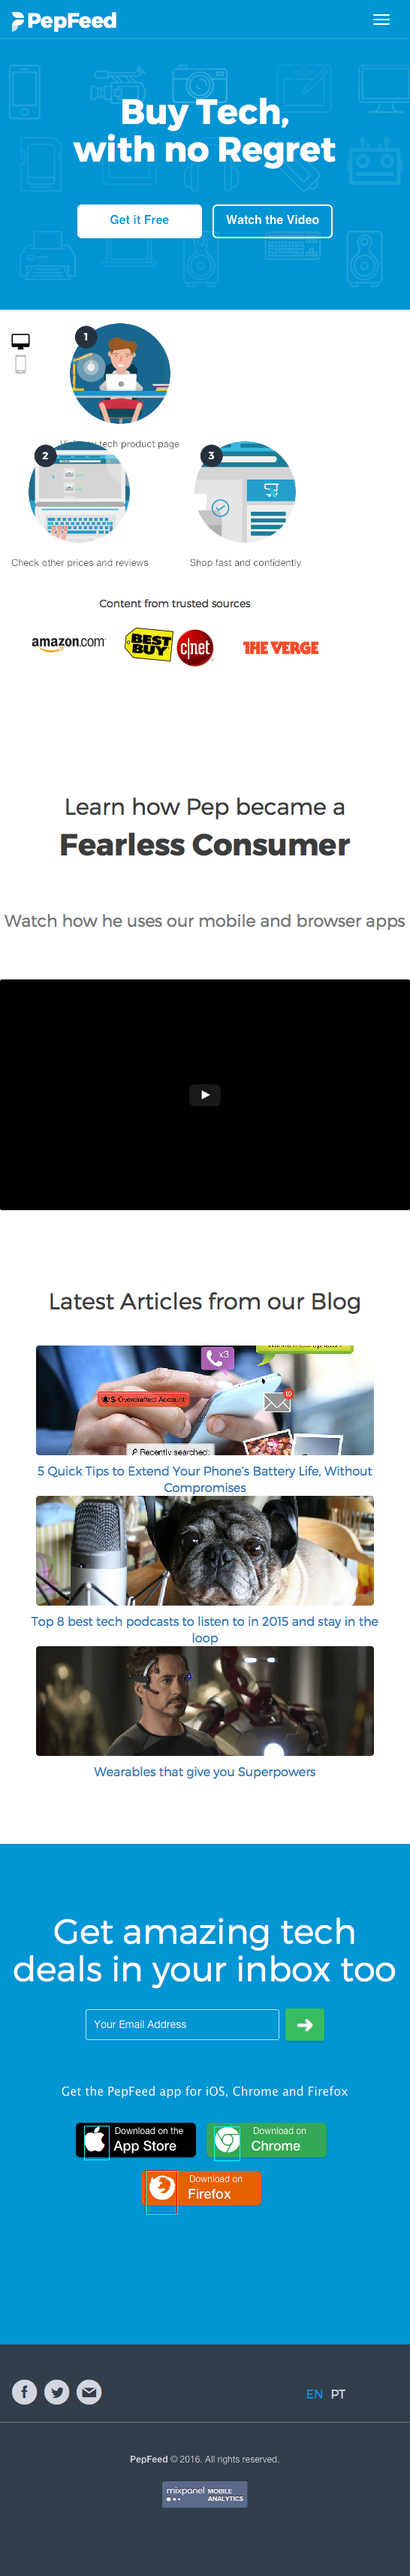 PepFeed
Buy Tech,
with no Regret
Get it Free
Watch the Video
1
tech product page
2
3
Check other prices and reviews
Shop fast and confidently
Content from trusted sources
amazon.com
BEST BUY
c|net
THE VERGE
Learn how Pep became a
Fearless Consumer
Watch how he uses our mobile and browser apps
Latest Articles from our Blog
x3
Overcrafted Account
10
Recently searched:
5 Quick Tips to Extend Your Phone's Battery Life, Without
Compromises
Top 8 best tech podcasts to listen to in 2015 and stay in the
loop
Wearables that give you Superpowers
Get amazing tech
deals in your inbox too
Your Email Address
Get the PepFeed app for iOS, Chrome and Firefox
Download on the
App Store
Download on
Chrome
Download on
Firefox
EN PT
PepFeed © 2016. All rights reserved.
mixpanel MOBILE
ANALYTICS